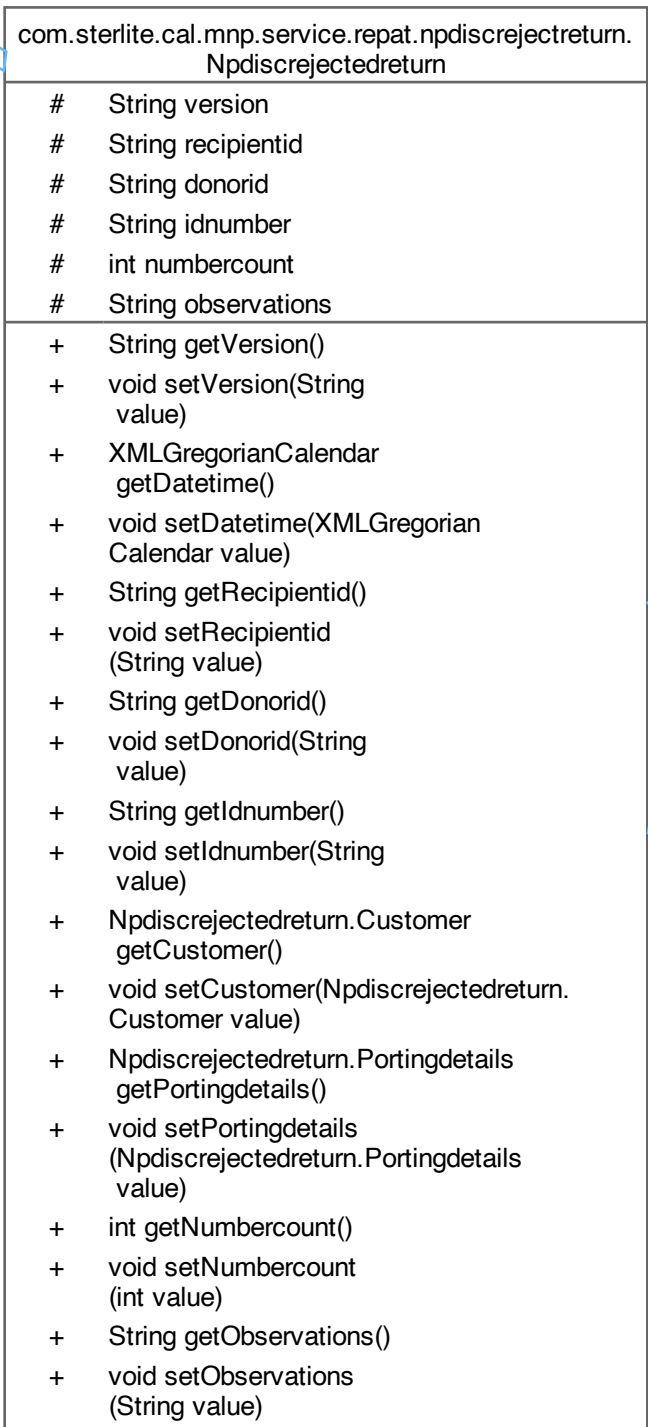 com.sterlite.cal.mnp.service.repat.npdiscrejectreturn.
Npdiscrejectedreturn
# String version
# String recipientid
# String donorid
# String idnumber
# int numbercount
# String observations
+ String getVersion()
+ void setVersion(String
value)
+ XMLGregorianCalendar
getDatetime()
+ void setDatetime(XMLGregorian
Calendar value)
+ String getRecipientid()
+ void setRecipientid
(String value)
+ String getDonorid()
+ void setDonorid(String
value)
+ String getIdnumber()
+ void setIdnumber(String
value)
+ Npdiscrejectedreturn.Customer
getCustomer()
+ void setCustomer(Npdiscrejectedreturn.
Customer value)
+ Npdiscrejectedreturn.Portingdetails
getPortingdetails()
+ void setPortingdetails
(Npdiscrejectedreturn.Portingdetails
value)
+ int getNumbercount()
+ void setNumbercount
(int value)
+ String getObservations()
+ void setObservations
(String value)